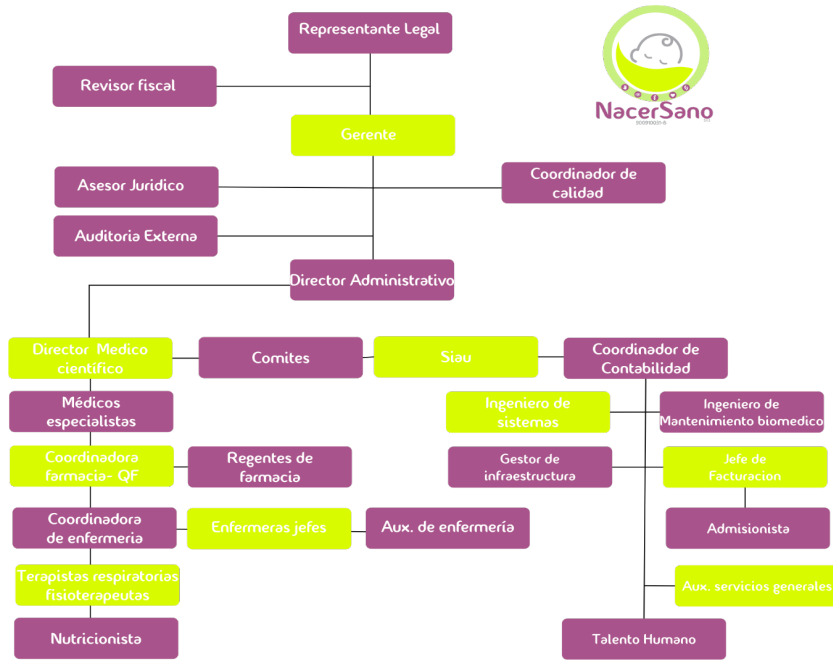 Representante Legal
Revisor fiscal
NacerSano
Gerente
Asesor Juridico
Coordinador de
calidad
Auditoria Externa
Director Administrativo
Director Medico
científico
Comites
Siau
Coordinador de
Contabilidad
Médicos
especialistas
Ingeniero de
sistemas
Ingeniero de
Mantenimiento biomedico
Coordinadora
farmacia- QF
Regentes de
farmacia
Gestor de
infraestructura
Jefe de
Facturacion
Coordinadora
de enfermeria
Enfermeras jefes
Aux. de enfermería
Admisionista
Terapistas respiratorias
fisioterapeutas
Aux. servicios generales
Nutricionista
Talento Humano